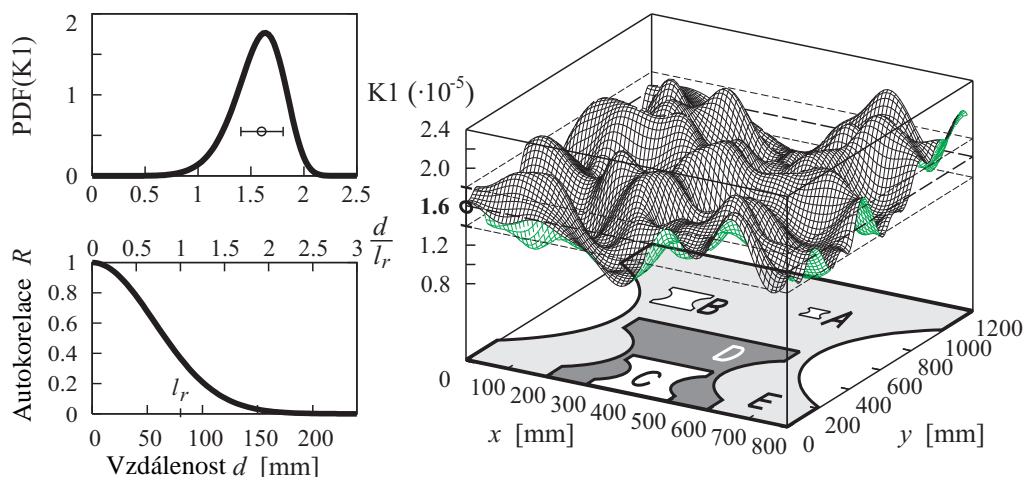 PDF(K1)
2
1
0
0 0.5 1 1.5 2 2.5
Autokorelace R
0 0.5 1 1.5 2 2.5 3 d/l_r
1
0.8
0.6
0.4
0.2
0
l_r
0 50 100 150 200
Vzdálenost d [mm]
K1 (·10⁻⁵)
2.4
2.0
1.6
1.2
0.8
B
A
D
C
E
0 100 200 300 400 500 600 700 800
x [mm]
0 200 400 600 800 1000 1200
y [mm]